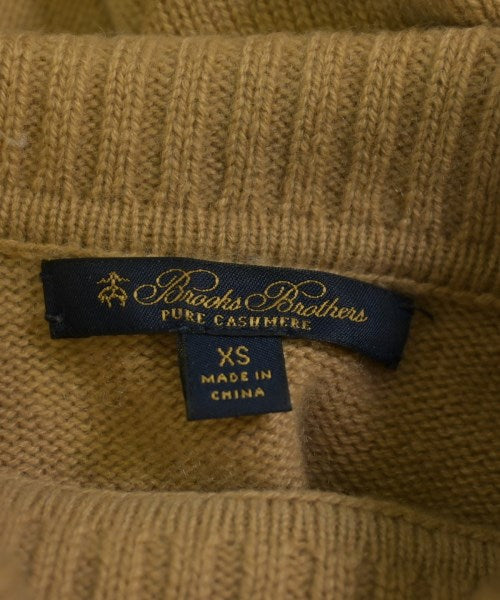 Brooks Brothers
PURE CASHMERE
XS
MADE IN
CHINA